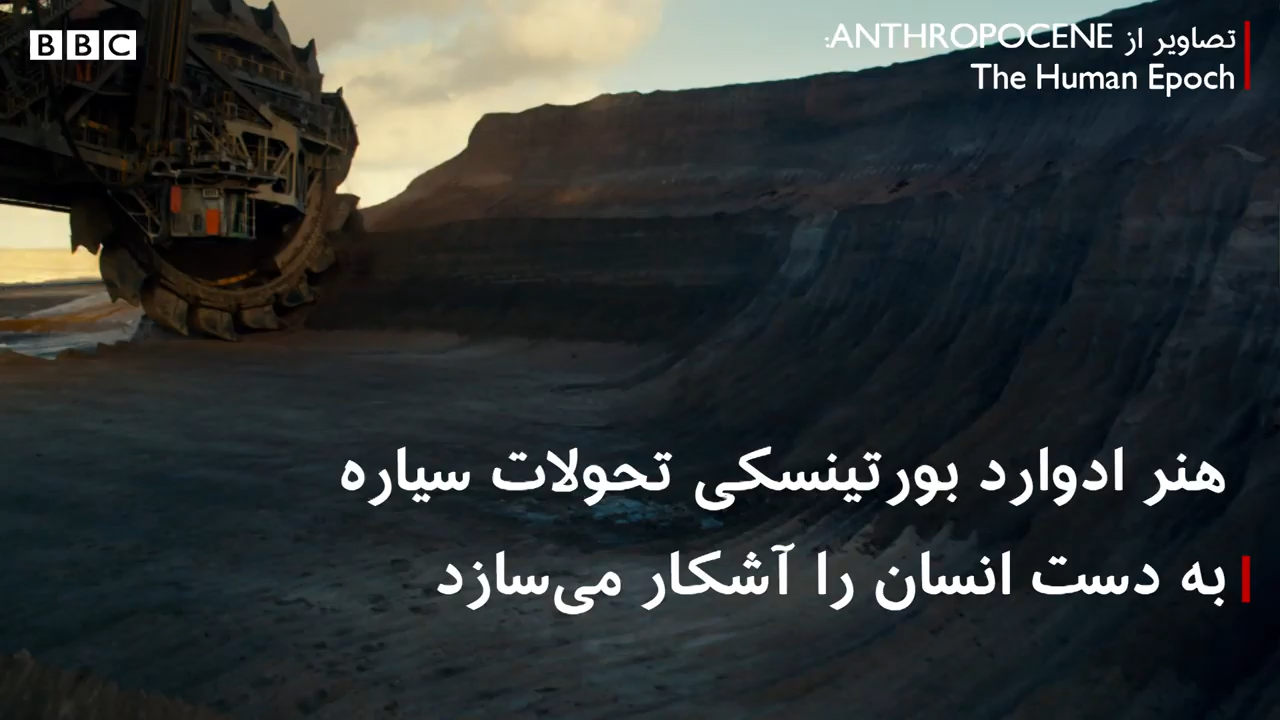 BBC
تصاویر از ANTHROPOCENE:
The Human Epoch
هنر ادوارد بورتینسکی تحولات سیاره
به دست انسان را آشکار می‌سازد